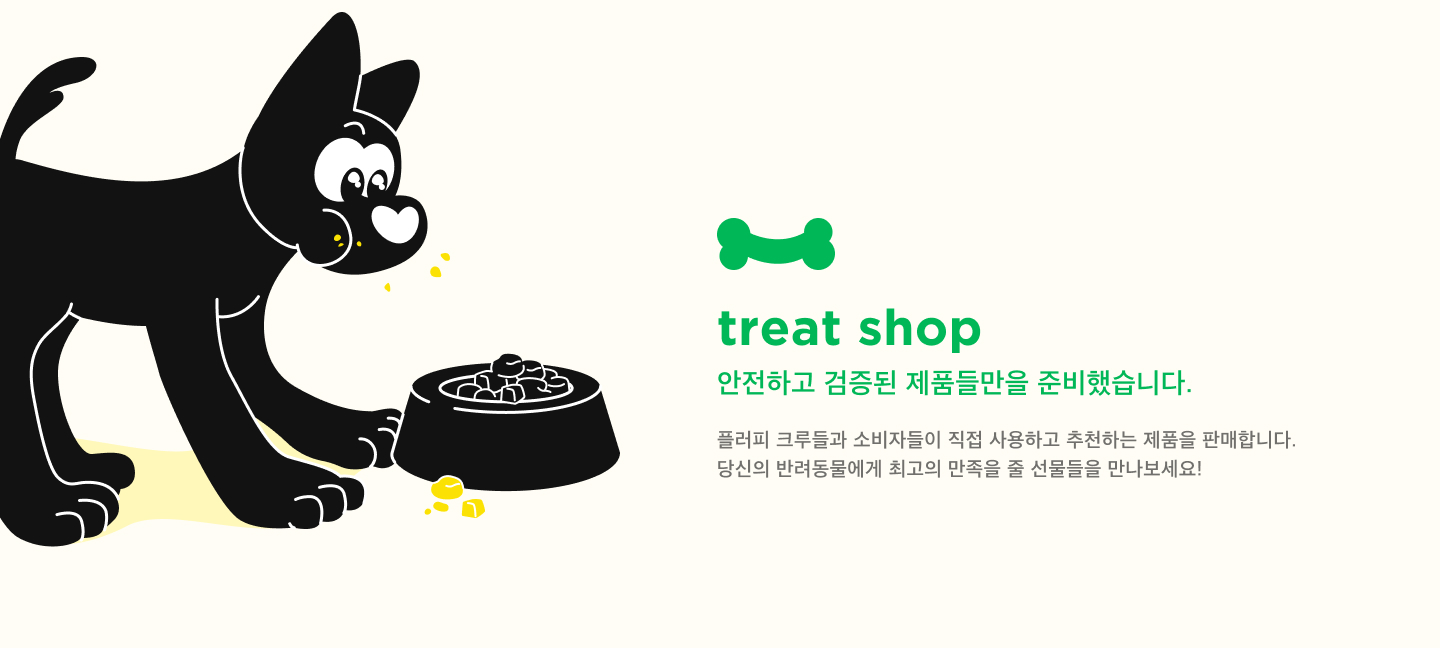 treat shop
안전하고 검증된 제품들만을 준비했습니다.
플러피 크루들과 소비자들이 직접 사용하고 추천하는 제품을 판매합니다.
당신의 반려동물에게 최고의 만족을 줄 선물들을 만나보세요!